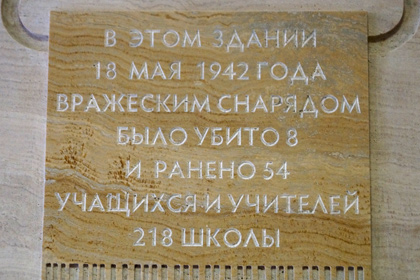 В ЭТОМ ЗДАНИИ
18 МАЯ 1942 ГОДА
ВРАЖЕСКИМ СНАРЯДОМ
БЫЛО УБИТО 8
И РАНЕНО 54
УЧАЩИХСЯ И УЧИТЕЛЕЙ
218 ШКОЛЫ